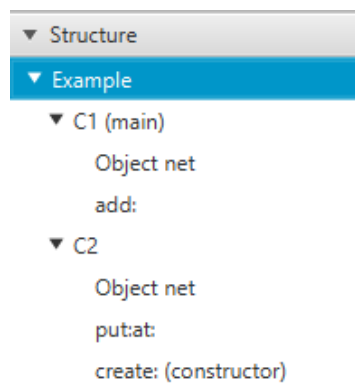 Structure
Example
C1 (main)
Object net
add:
C2
Object net
put:at:
create: (constructor)